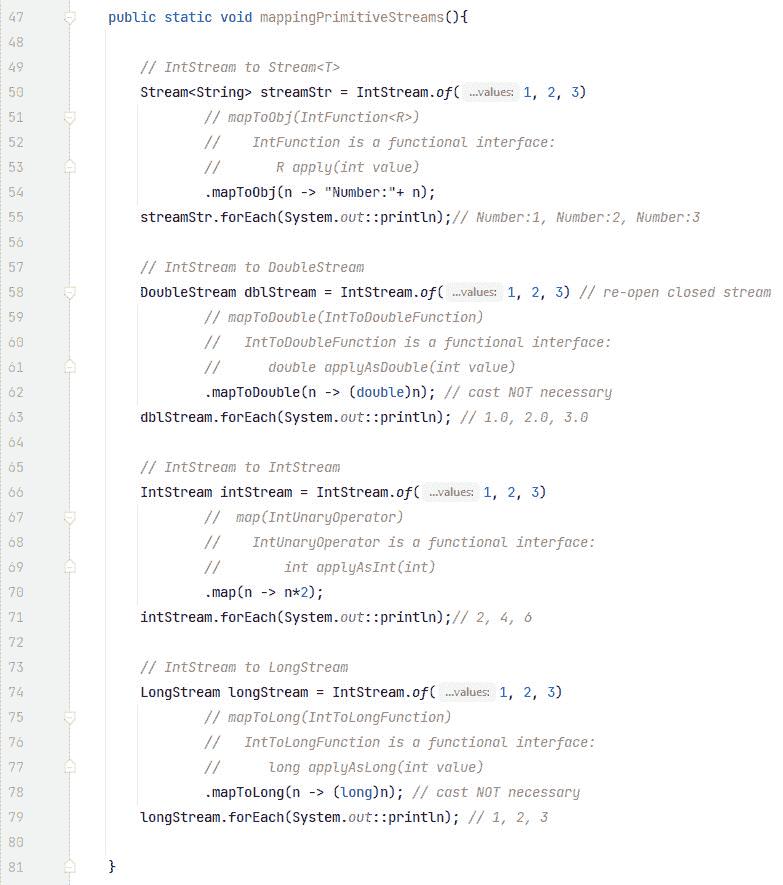 47 public static void mappingPrimitiveStreams(){
48
49 // IntStream to Stream<T>
50 Stream<String> streamStr = IntStream.of( ...values: 1, 2, 3)
51 // mapToObj(IntFunction<R>)
52 //    IntFunction is a functional interface:
53 //       R apply(int value)
54 .mapToObj(n -> "Number:"+ n);
55 streamStr.forEach(System.out::println);// Number:1, Number:2, Number:3
56
57 // IntStream to DoubleStream
58 DoubleStream dblStream = IntStream.of( ...values: 1, 2, 3) // re-open closed stream
59 // mapToDouble(IntToDoubleFunction)
60 //   IntToDoubleFunction is a functional interface:
61 //      double applyAsDouble(int value)
62 .mapToDouble(n -> (double)n); // cast NOT necessary
63 dblStream.forEach(System.out::println); // 1.0, 2.0, 3.0
64
65 // IntStream to IntStream
66 IntStream intStream = IntStream.of( ...values: 1, 2, 3)
67 //  map(IntUnaryOperator)
68 //    IntUnaryOperator is a functional interface:
69 //        int applyAsInt(int)
70 .map(n -> n*2);
71 intStream.forEach(System.out::println);// 2, 4, 6
72
73 // IntStream to LongStream
74 LongStream longStream = IntStream.of( ...values: 1, 2, 3)
75 // mapToLong(IntToLongFunction)
76 //   IntToLongFunction is a functional interface:
77 //      long applyAsLong(int value)
78 .mapToLong(n -> (long)n); // cast NOT necessary
79 longStream.forEach(System.out::println); // 1, 2, 3
80
81 }